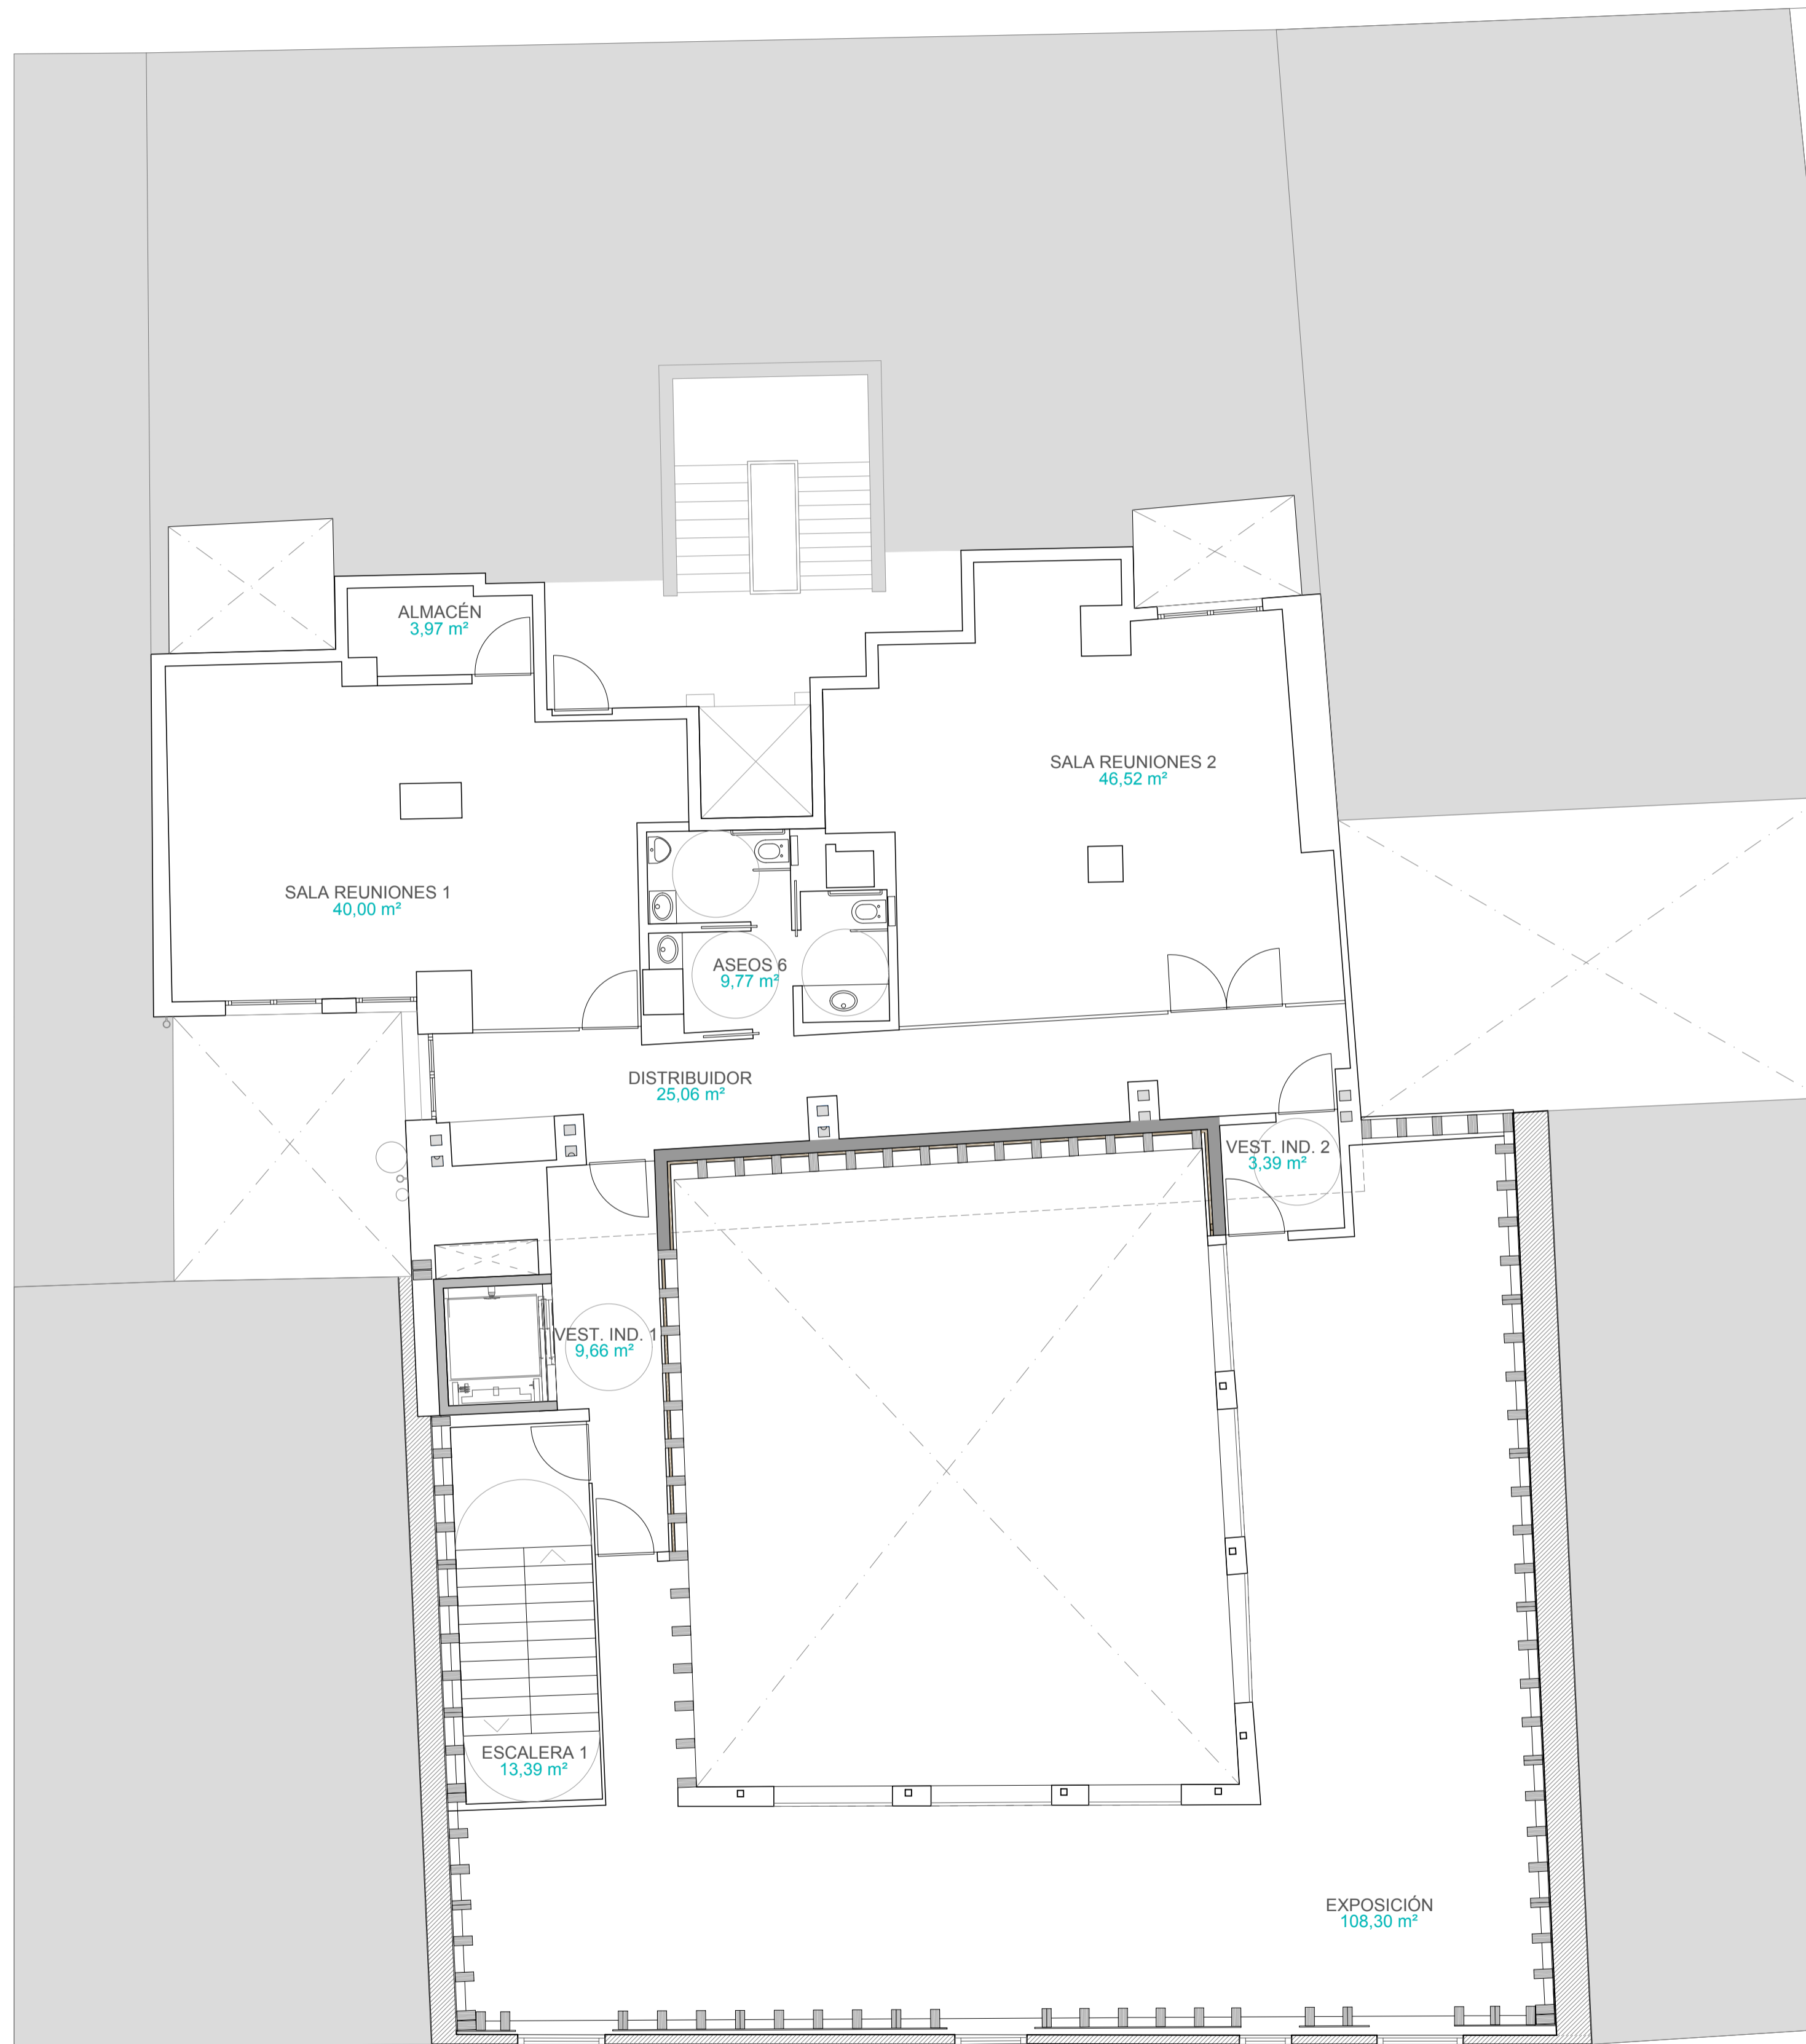 ALMACÉN
3,97 m²
SALA REUNIONES 2
46,52 m²
SALA REUNIONES 1
40,00 m²
ASEOS 6
9,77 m²
DISTRIBUIDOR
25,06 m²
VEST. IND. 2
3,39 m²
VEST. IND. 1
9,66 m²
ESCALERA 1
13,39 m²
EXPOSICIÓN
108,30 m²